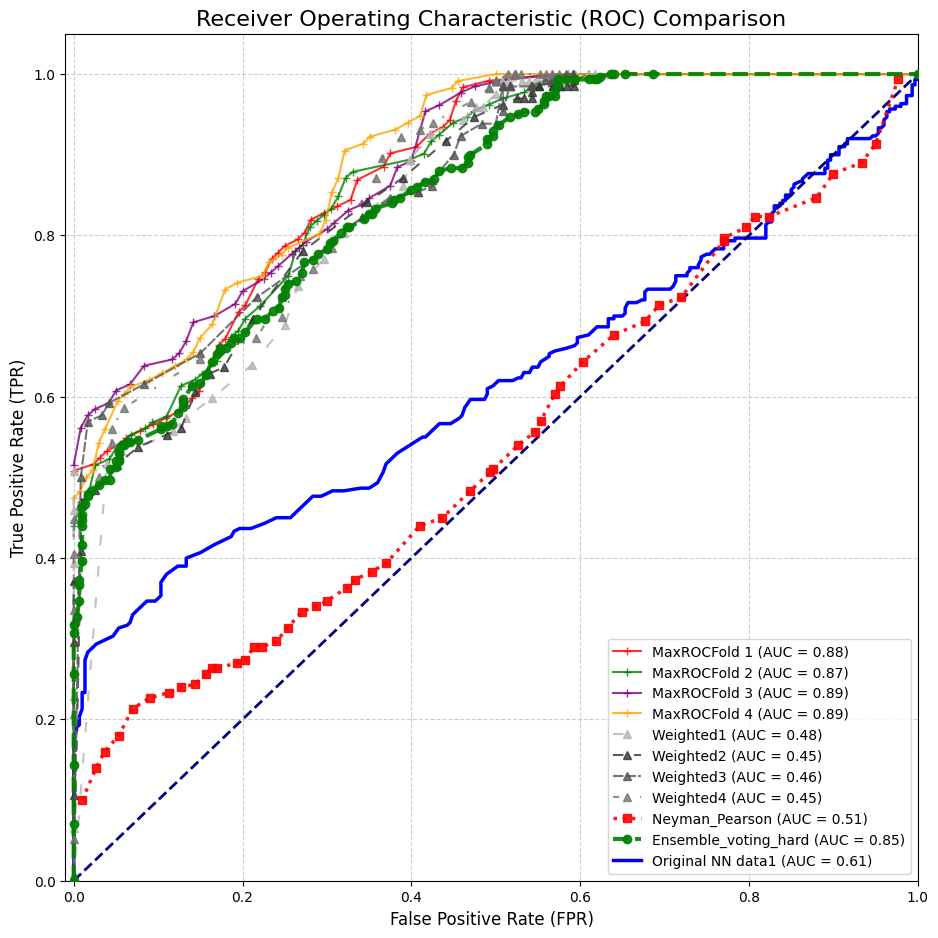 Receiver Operating Characteristic (ROC) Comparison
True Positive Rate (TPR)
1.0
0.8
0.6
0.4
0.2
0.0
0.0
0.2
0.4
0.6
0.8
1.0
False Positive Rate (FPR)
MaxROCFold 1 (AUC = 0.88)
MaxROCFold 2 (AUC = 0.87)
MaxROCFold 3 (AUC = 0.89)
MaxROCFold 4 (AUC = 0.89)
Weighted1 (AUC = 0.48)
Weighted2 (AUC = 0.45)
Weighted3 (AUC = 0.46)
Weighted4 (AUC = 0.45)
Neyman_Pearson (AUC = 0.51)
Ensemble_voting_hard (AUC = 0.85)
Original NN data1 (AUC = 0.61)